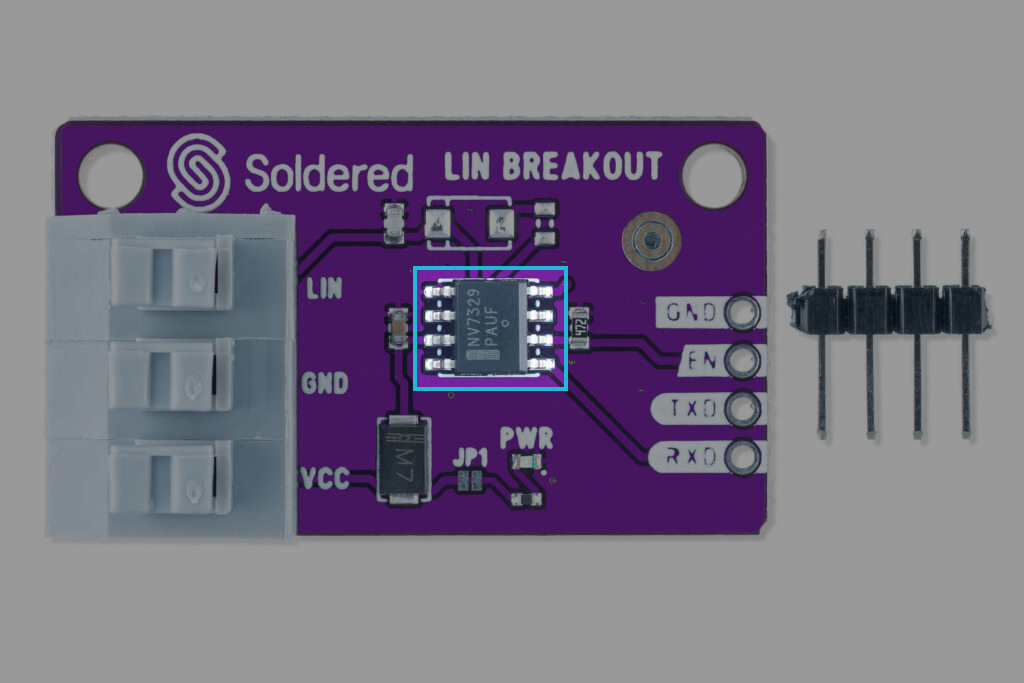 Soldered
LIN BREAKOUT
LIN
GND
VCC
NV7329
PAUF
472
M7
JP1
PWR
GND
EN
TXD
RXD